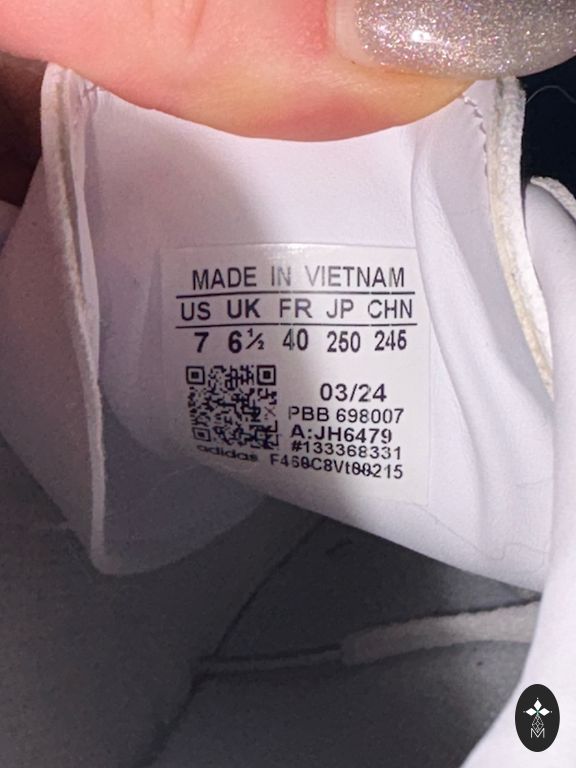 MADE IN VIETNAM
US UK FR JP CHN
7 6½ 40 250 245
03/24
PBB 698007
A:JH6479
#133368331
adidas